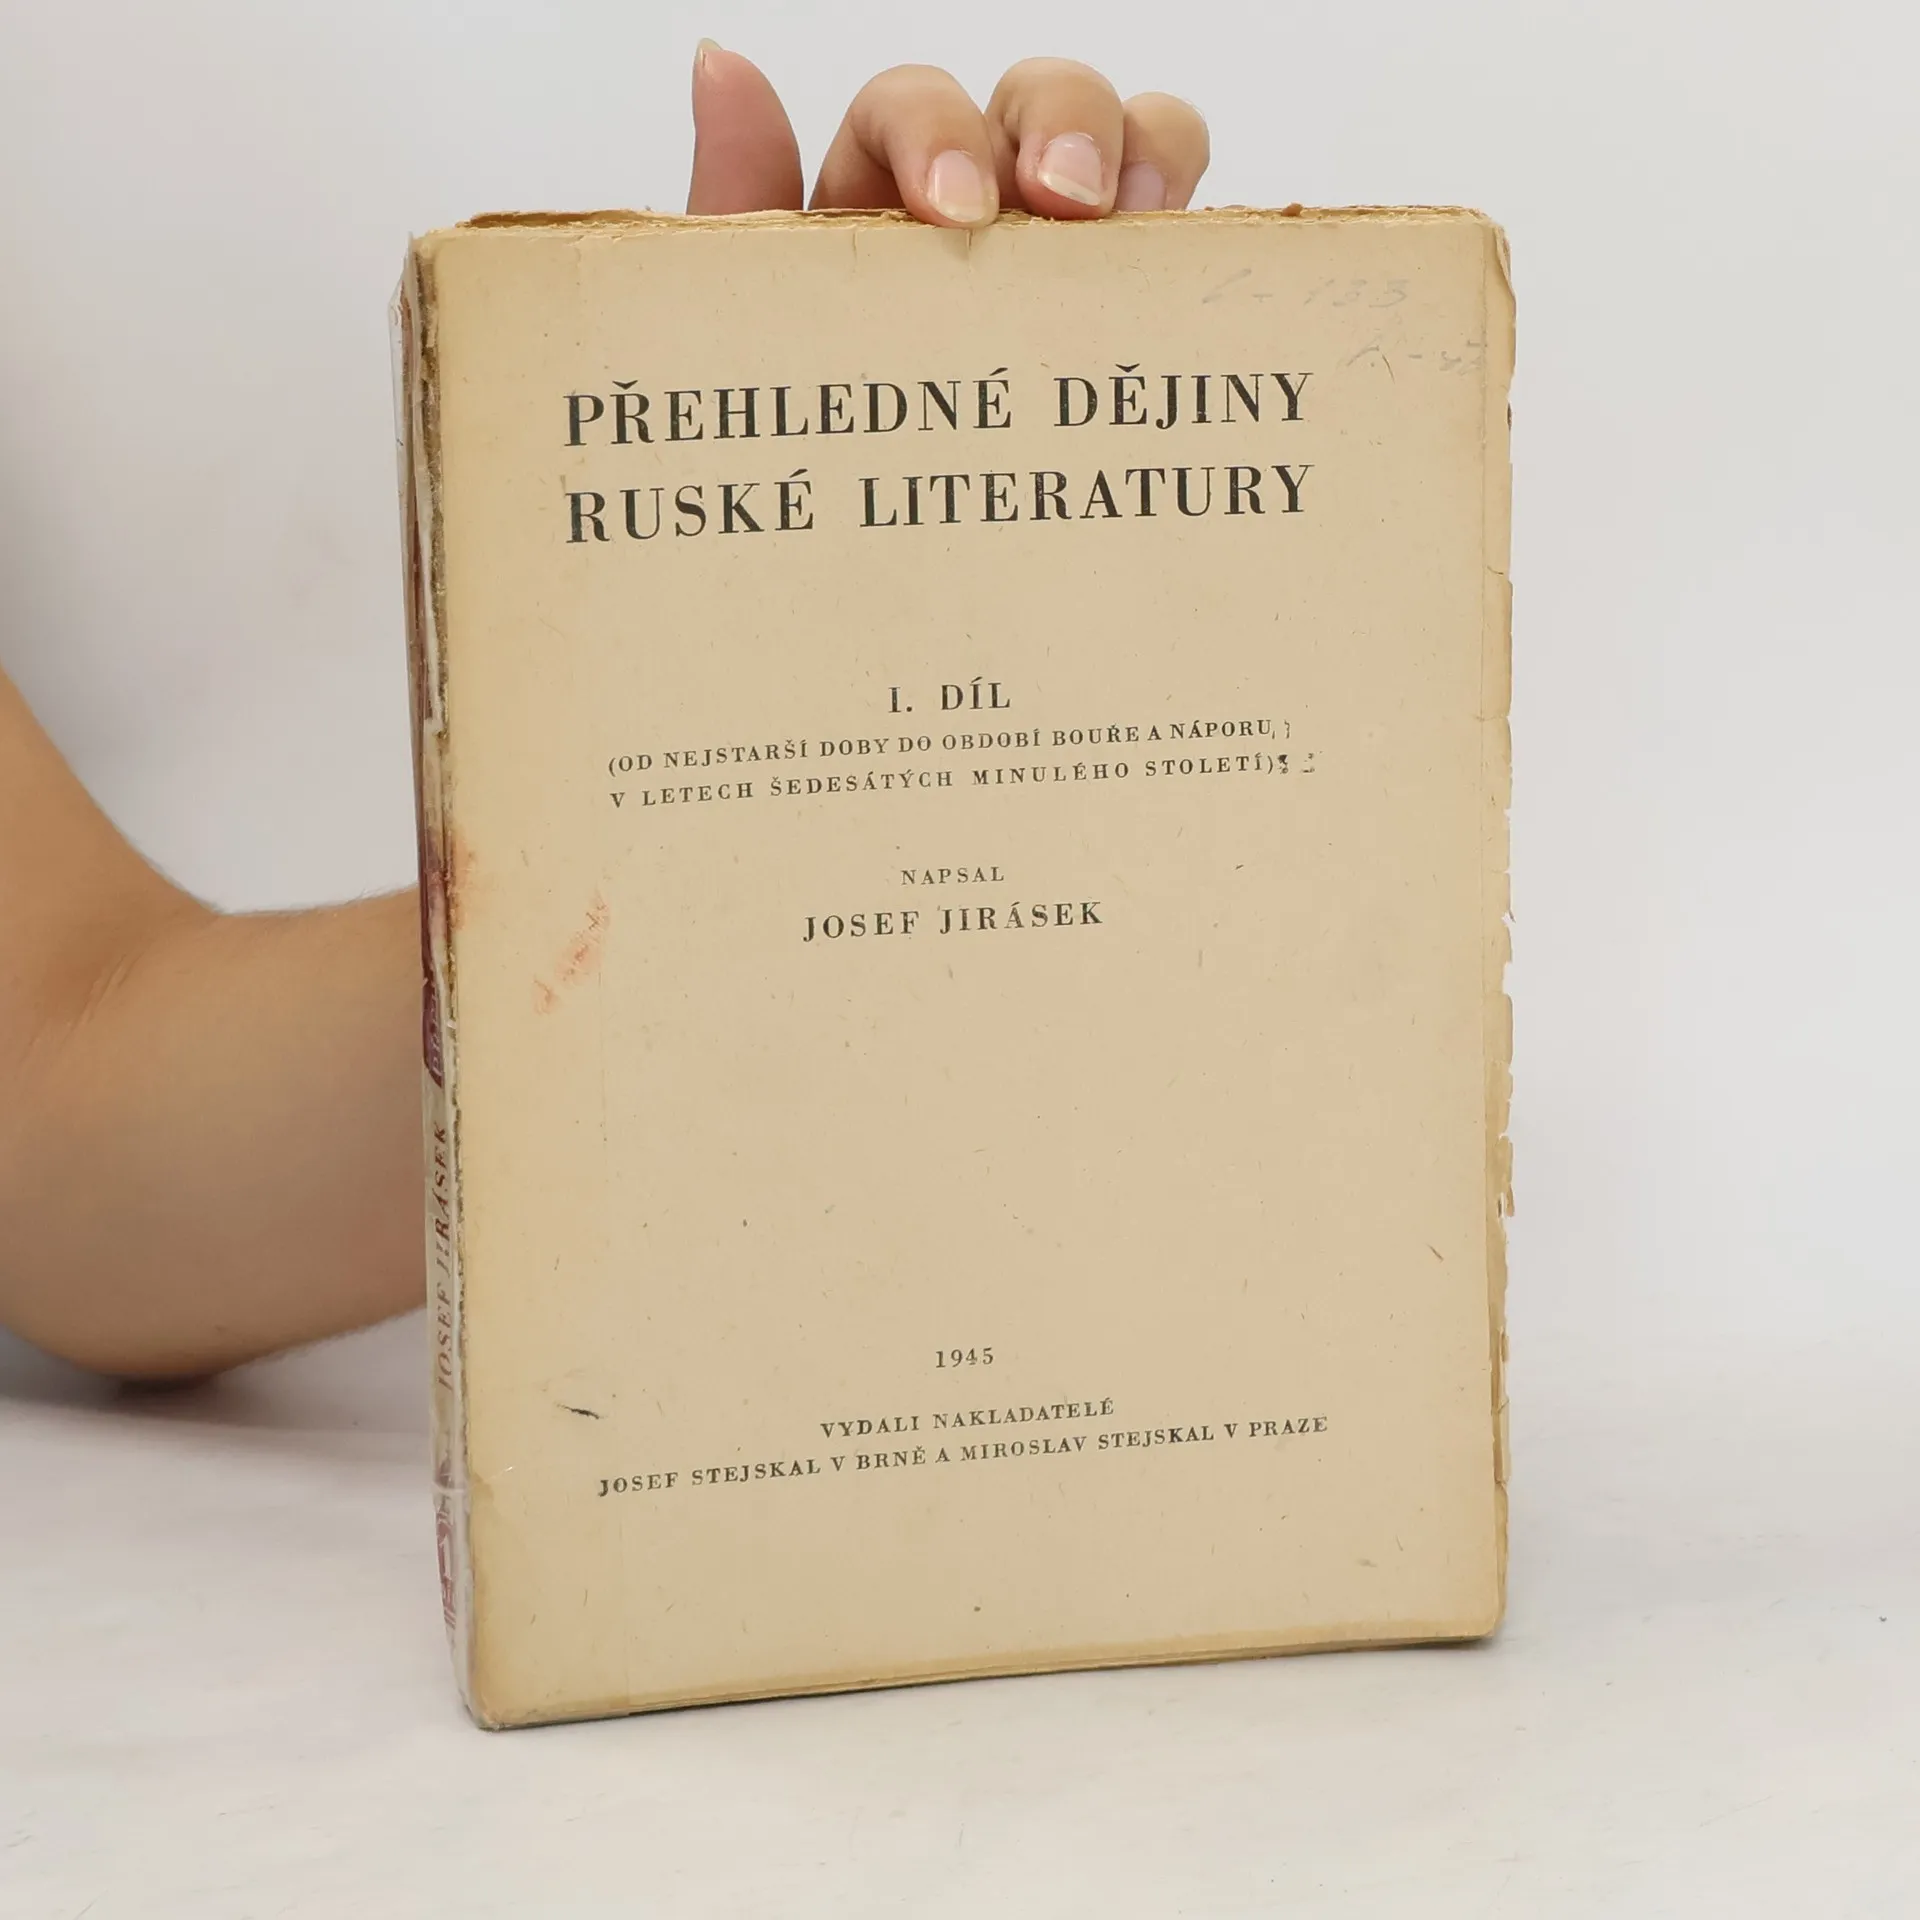 PŘEHLEDNÉ DĚJINY
RUSKÉ LITERATURY
I. DÍL
(OD NEJSTARŠÍ DOBY DO OBDOBÍ BOUŘE A NÁPORU
V LETECH ŠEDESÁTÝCH MINULÉHO STOLETÍ)
NAPSAL
JOSEF JIRÁSEK
1945
VYDALI NAKLADATELÉ
JOSEF STEJSKAL V BRNĚ A MIROSLAV STEJSKAL V PRAZE
JOSEF JIRÁSEK